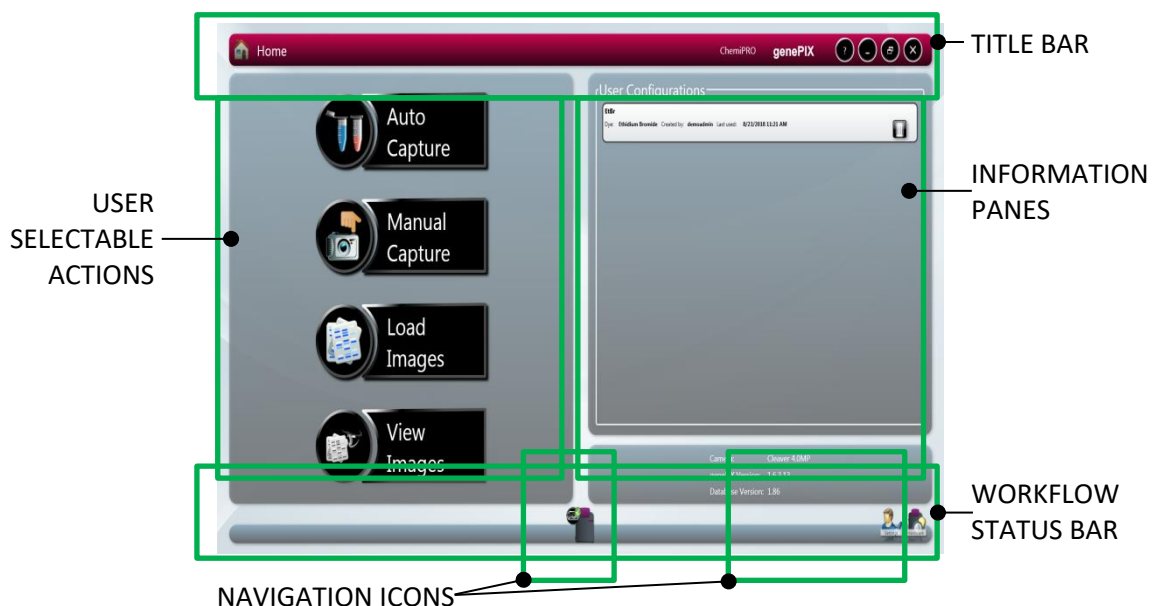 Home
ChemiPRO genePIX ?
TITLE BAR
User Configurations
EtBr
Dye: Ethidium Bromide Created by: demoadmin Last used: 8/23/2018 11:21 AM
Auto
Capture
INFORMATION
PANES
USER
SELECTABLE
ACTIONS
Manual
Capture
Load
Images
View
Images
Camera: Cleaver 4.0MP
Version:
Database Version: 1.86
WORKFLOW
STATUS BAR
NAVIGATION ICONS